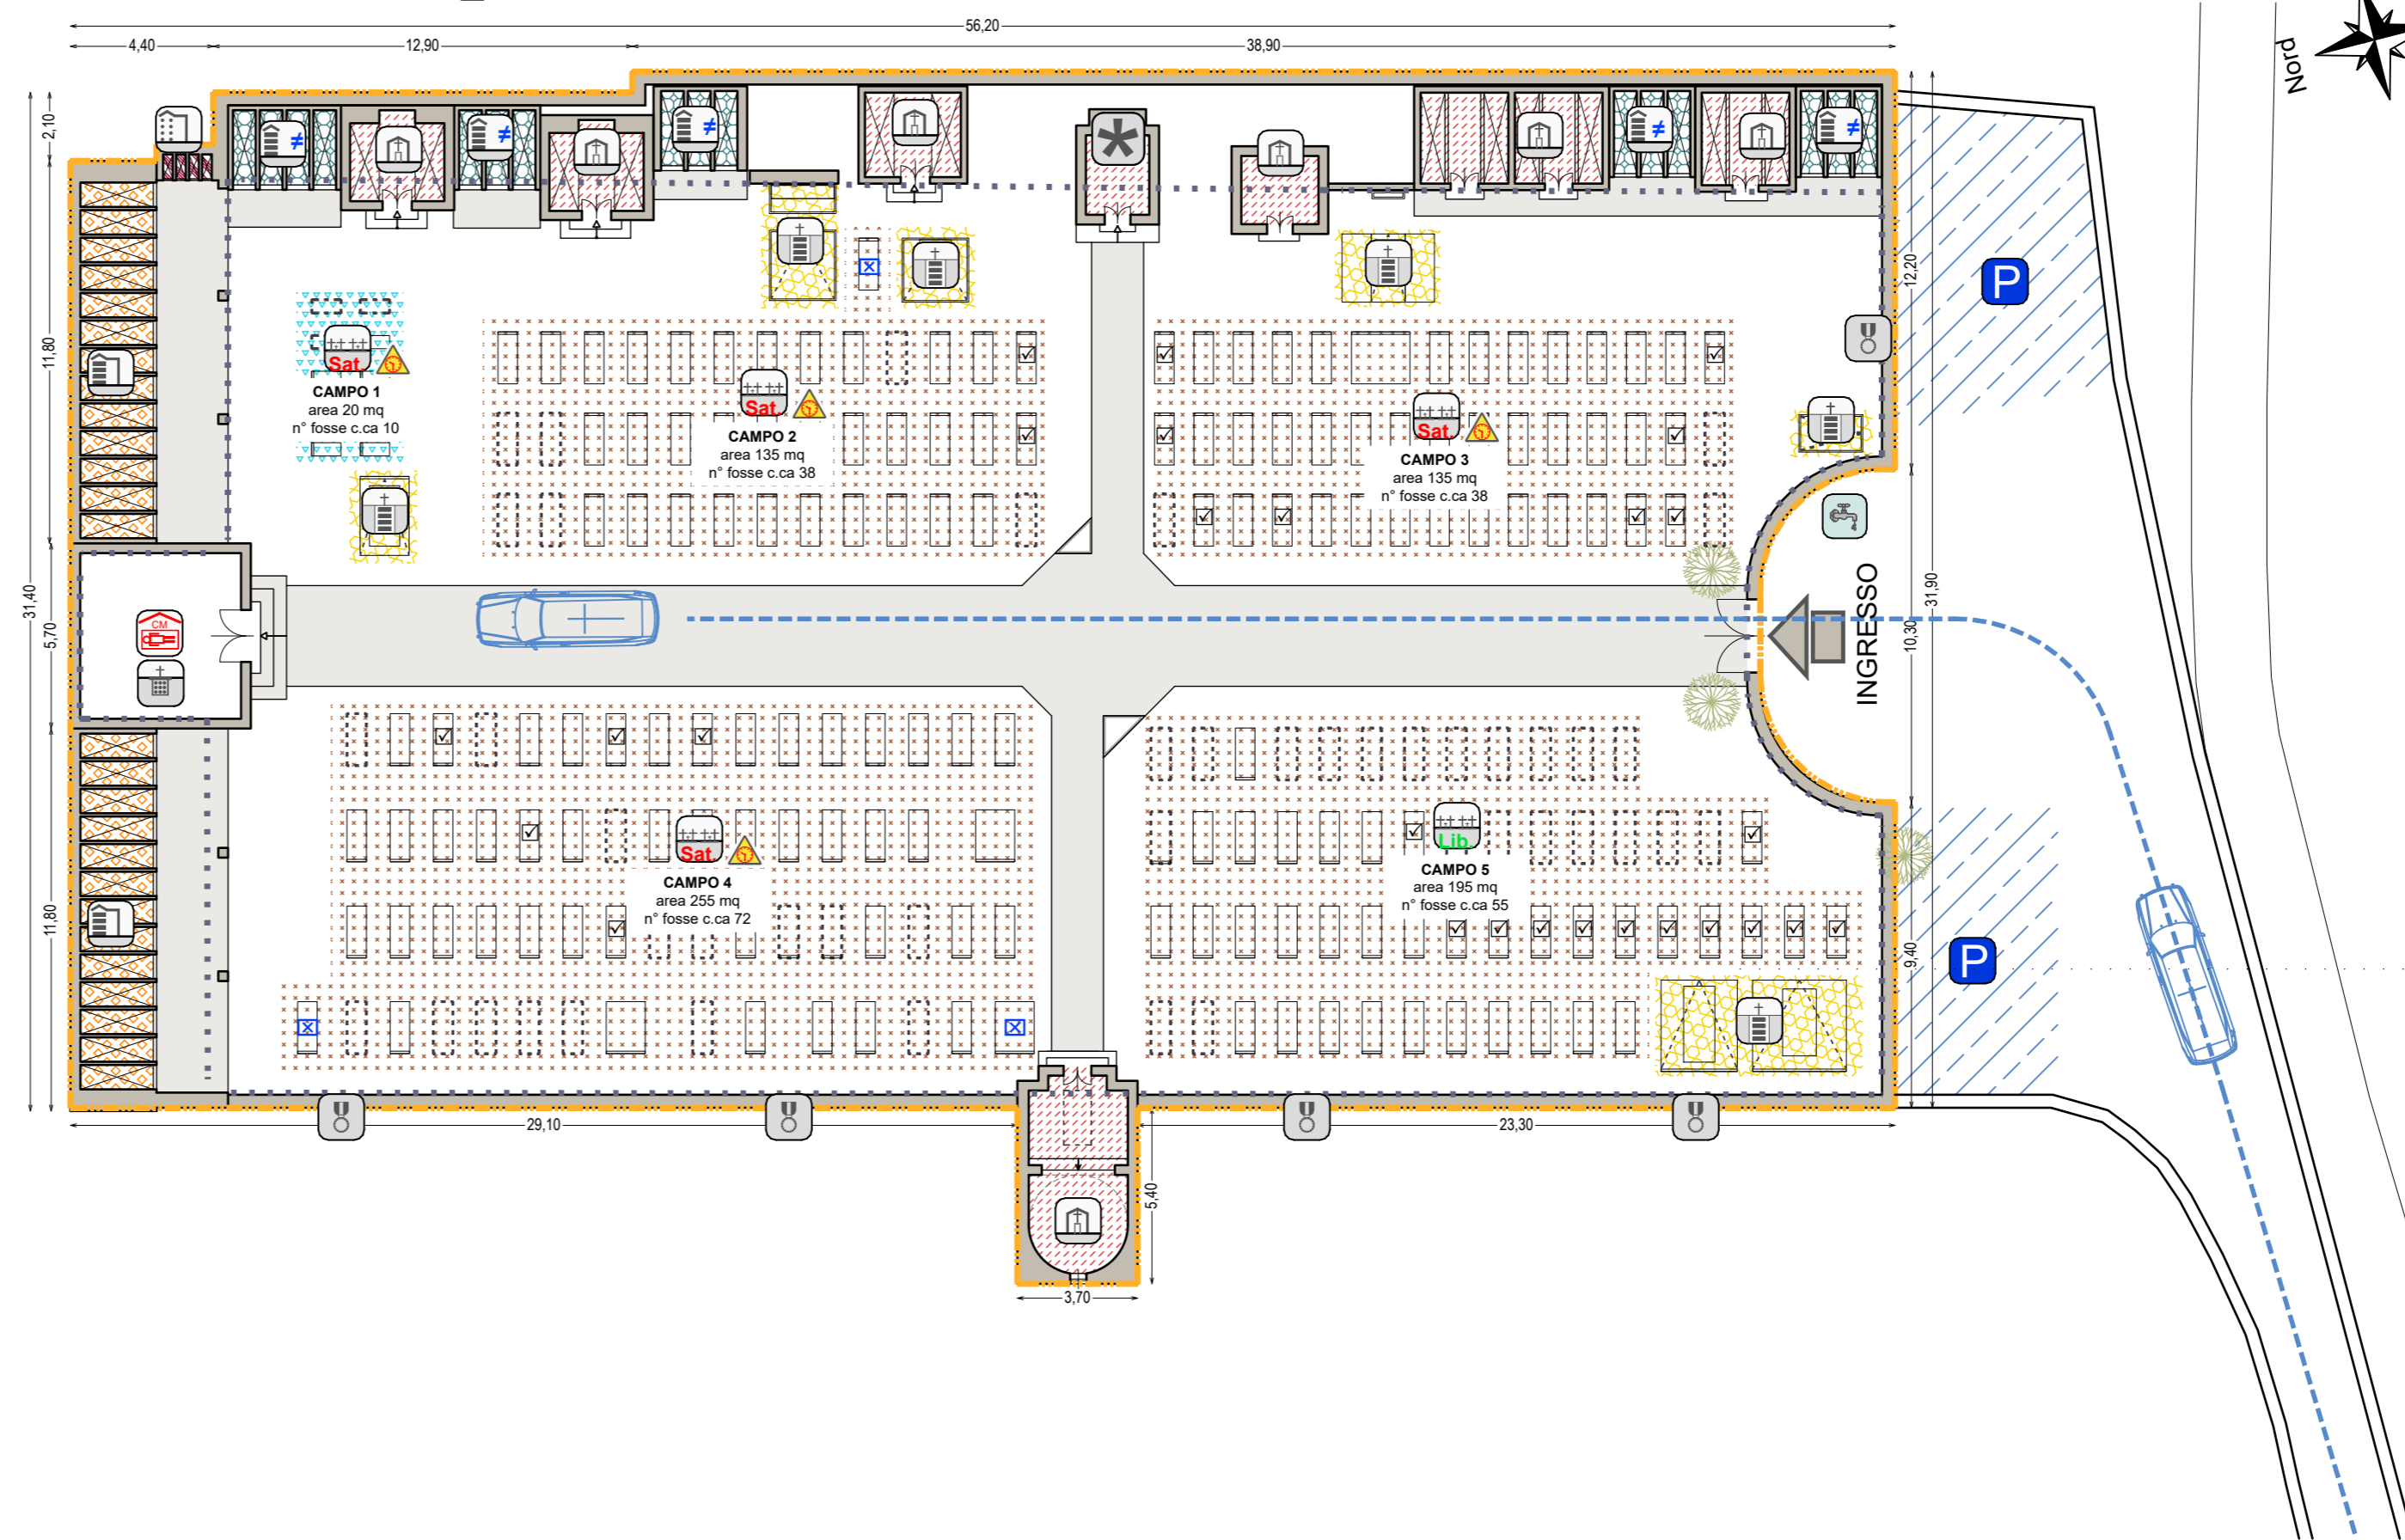 56,20
4,40
12,90
38,90
Nord
2,10
≠
≠
≠
≠
≠
12,20
P
11,80
Sat.
CAMPO 1
area 20 mq
n° fosse c.ca 10
Sat.
CAMPO 2
area 135 mq
n° fosse c.ca 38
Sat.
CAMPO 3
area 135 mq
n° fosse c.ca 38
31,40
5,70
CM
INGRESSO
10,30
31,90
Sat.
CAMPO 4
area 255 mq
n° fosse c.ca 72
Lib.
CAMPO 5
area 195 mq
n° fosse c.ca 55
11,80
9,40
P
29,10
23,30
5,40
3,70